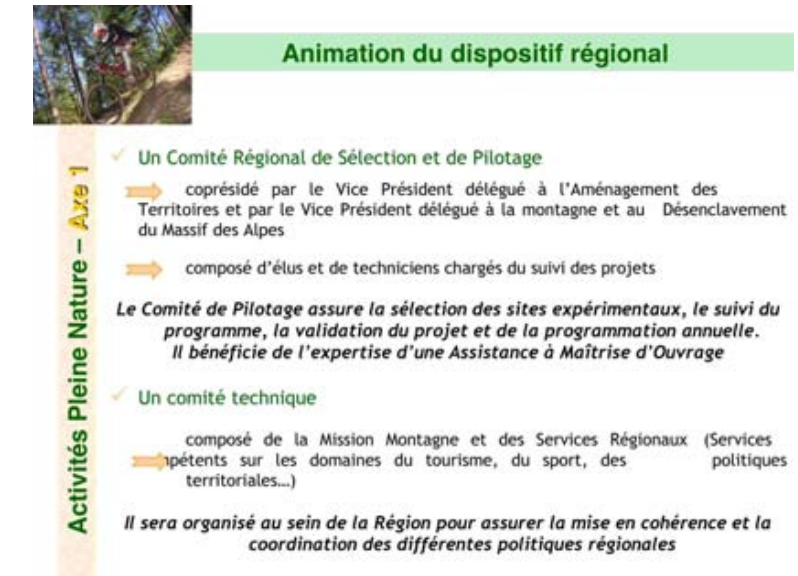 Animation du dispositif régional
Activités Pleine Nature – Axe 1
Un Comité Régional de Sélection et de Pilotage
coprésidé par le Vice Président délégué à l'Aménagement des
Territoires et par le Vice Président délégué à la montagne et au Désenclavement
du Massif des Alpes
composé d'élus et de techniciens chargés du suivi des projets
Le Comité de Pilotage assure la sélection des sites expérimentaux, le suivi du
programme, la validation du projet et de la programmation annuelle.
Il bénéficie de l'expertise d'une Assistance à Maîtrise d'Ouvrage
Un comité technique
composé de la Mission Montagne et des Services Régionaux (Services
sur les domaines du tourisme, du sport, des politiques
territoriales…)
Il sera organisé au sein de la Région pour assurer la mise en cohérence et la
coordination des différentes politiques régionales